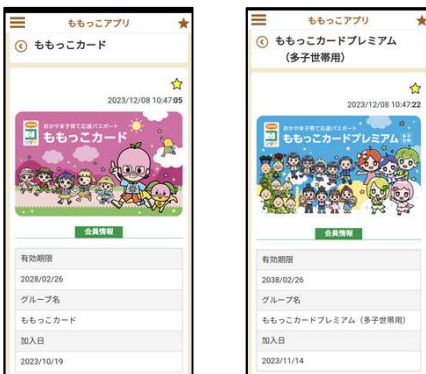 ももっこアプリ
ももっこカード
2023/12/08 10:47:05
おかやま子育て応援パスポート
ももっこカード
会員情報
有効期限
2028/02/26
グループ名
ももっこカード
加入日
2023/10/19
ももっこアプリ
ももっこカードプレミアム
（多子世帯用）
2023/12/08 10:47:22
おかやま子育て応援パスポート
ももっこカードプレミアム
会員情報
有効期限
2038/02/26
グループ名
ももっこカードプレミアム（多子世帯用）
加入日
2023/11/14